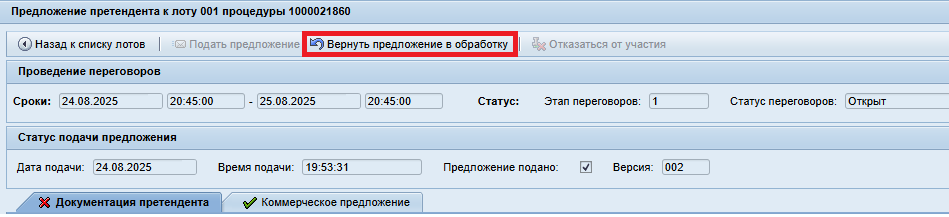 Предложение претендента к лоту 001 процедуры 1000021860
Назад к списку лотов Подать предложение Вернуть предложение в обработку Отказаться от участия
Проведение переговоров
Сроки: 24.08.2025 20:45:00 - 25.08.2025 20:45:00 Статус: Этап переговоров: 1 Статус переговоров: Открыт
Статус подачи предложения
Дата подачи: 24.08.2025 Время подачи: 19:53:31 Предложение подано: Версия: 002
Документация претендента Коммерческое предложение